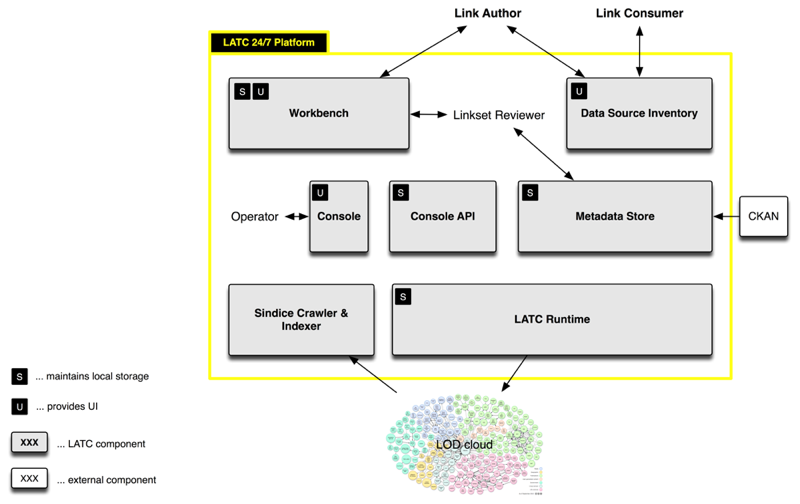 Link Author
Link Consumer
LATC 24/7 Platform
S
U
Workbench
Linkset Reviewer
U
Data Source Inventory
Operator
U
Console
S
Console API
S
Metadata Store
CKAN
Sindice Crawler &
Indexer
S
LATC Runtime
LOD cloud
S ... maintains local storage
U ... provides UI
XXX ... LATC component
XXX ... external component